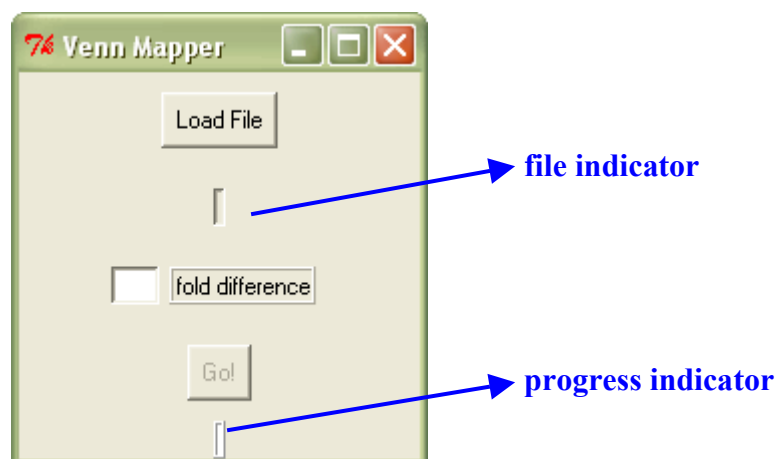 Venn Mapper
Load File
file indicator
fold difference
Go!
progress indicator